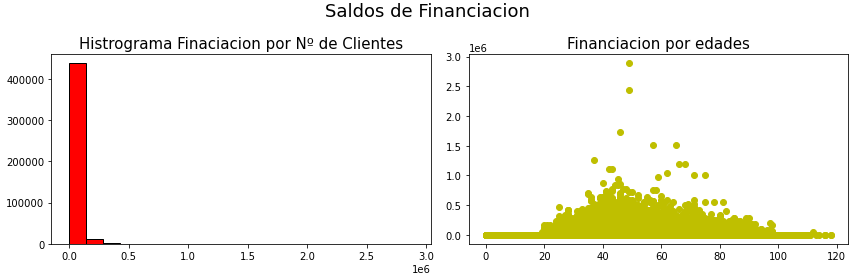 Saldos de Financiacion
Histrograma Finaciacion por Nº de Clientes
400000
300000
200000
100000
0
0.0 0.5 1.0 1.5 2.0 2.5 3.0
1e6
Financiacion por edades
1e6
3.0
2.5
2.0
1.5
1.0
0.5
0.0
0 20 40 60 80 100 120